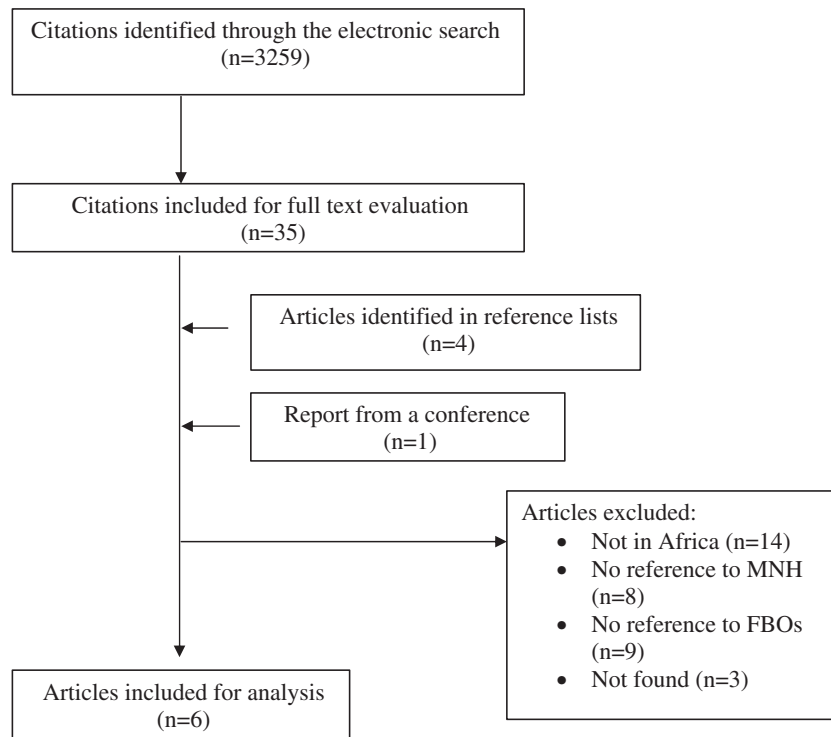 Citations identified through the electronic search
(n=3259)
Citations included for full text evaluation
(n=35)
Articles identified in reference lists
(n=4)
Report from a conference
(n=1)
Articles excluded:
• Not in Africa (n=14)
• No reference to MNH
(n=8)
• No reference to FBOs
(n=9)
• Not found (n=3)
Articles included for analysis
(n=6)